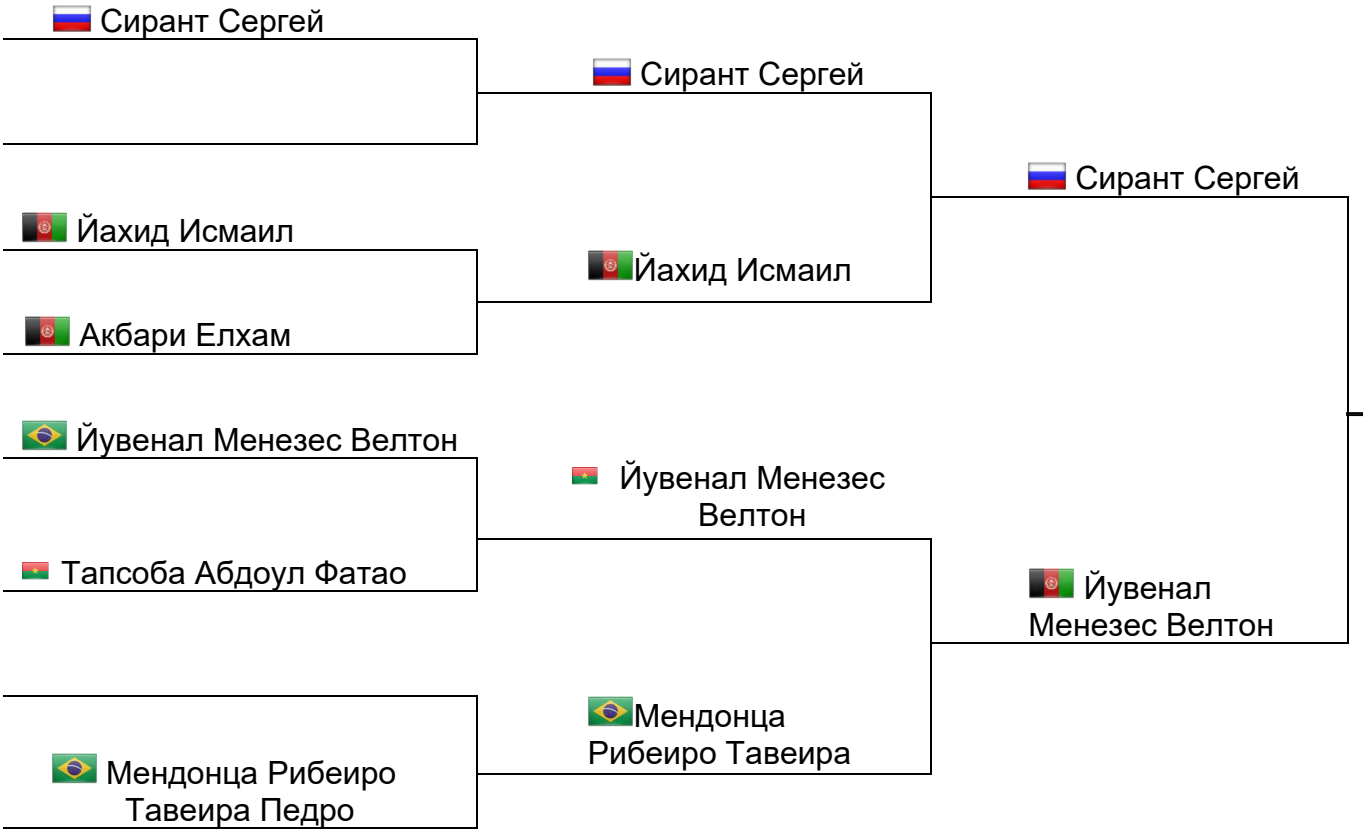 Сирант Сергей
Сирант Сергей
Сирант Сергей
Йахид Исмаил
Йахид Исмаил
Акбари Елхам
Йувенал Менезес Велтон
Йувенал Менезес
Велтон
Тапсоба Абдоул Фатао
Йувенал
Менезес Велтон
Мендонца
Рибеиро Тавеира
Мендонца Рибеиро
Тавеира Педро